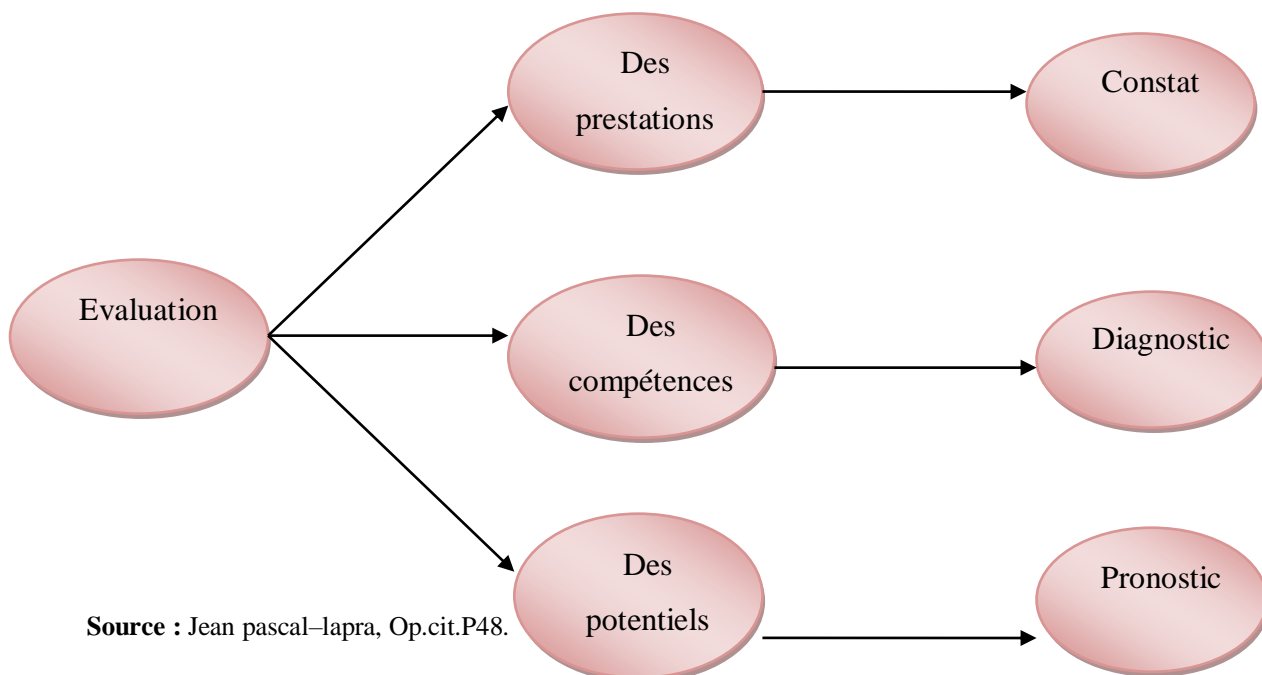 Des
prestations
Constat
Evaluation
Des
compétences
Diagnostic
Des
potentiels
Pronostic
Source : Jean pascal–lapra, Op.cit.P48.